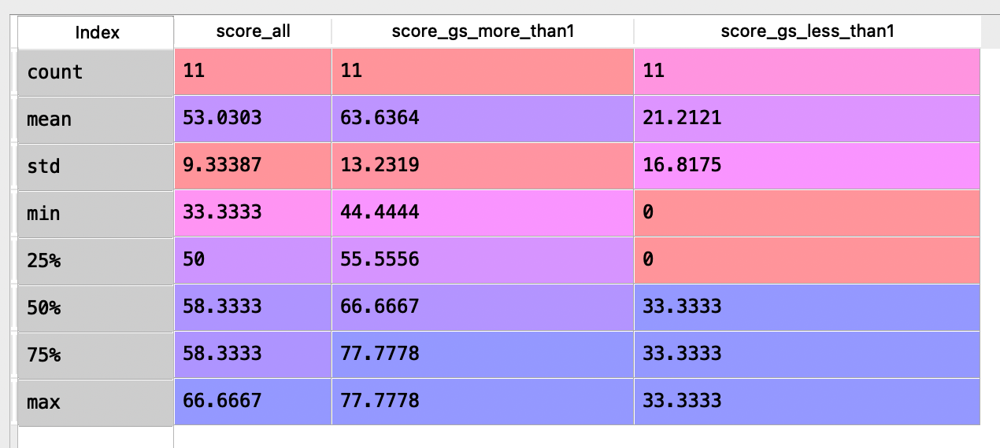 Index score_all score_gs_more_than1 score_gs_less_than1
count 11 11 11
mean 53.0303 63.6364 21.2121
std 9.33387 13.2319 16.8175
min 33.3333 44.4444 0
25% 50 55.5556 0
50% 58.3333 66.6667 33.3333
75% 58.3333 77.7778 33.3333
max 66.6667 77.7778 33.3333